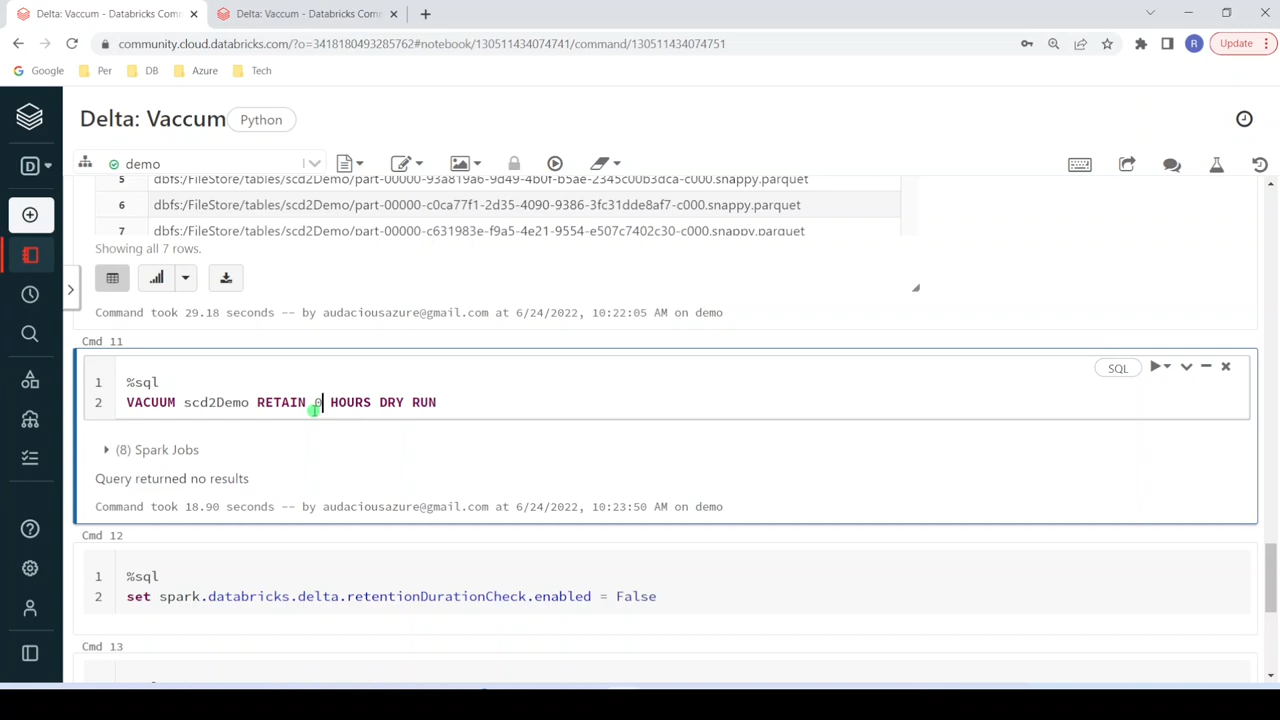 Delta: Vaccum - Databricks Comm
Delta: Vaccum - Databricks Comm
community.cloud.databricks.com/?o=3418180493285762#notebook/130511434074741/command/130511434074751
R
Update
Google
Per
DB
Azure
Tech
Delta: Vaccum
Python
D
demo
5 dbfs:/FileStore/tables/scd2Demo/part-00000-93a819a6-9d49-4b0f-b5ae-2345c00b3dca-c000.snappy.parquet
6 dbfs:/FileStore/tables/scd2Demo/part-00000-c0ca77f1-2d35-4090-9386-3fc31dde8af7-c000.snappy.parquet
7 dbfs:/FileStore/tables/scd2Demo/part-00000-c631983e-f9a5-4e21-9554-e507c7402c30-c000.snappy.parquet
Showing all 7 rows.
Command took 29.18 seconds -- by audaciousazure@gmail.com at 6/24/2022, 10:22:05 AM on demo
Cmd 11
SQL
1 %sql
2 VACUUM scd2Demo RETAIN 0 HOURS DRY RUN
(8) Spark Jobs
Query returned no results
Command took 18.90 seconds -- by audaciousazure@gmail.com at 6/24/2022, 10:23:50 AM on demo
Cmd 12
1 %sql
2 set spark.databricks.delta.retentionDurationCheck.enabled = False
Cmd 13